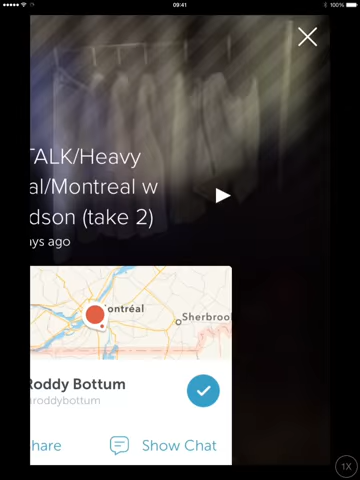 09:41
100%
TALK/Heavy
al/Montreal w
dson (take 2)
ays ago
ontréal
Sherbrool
Roddy Bottum
roddybottum
hare
Show Chat
1X